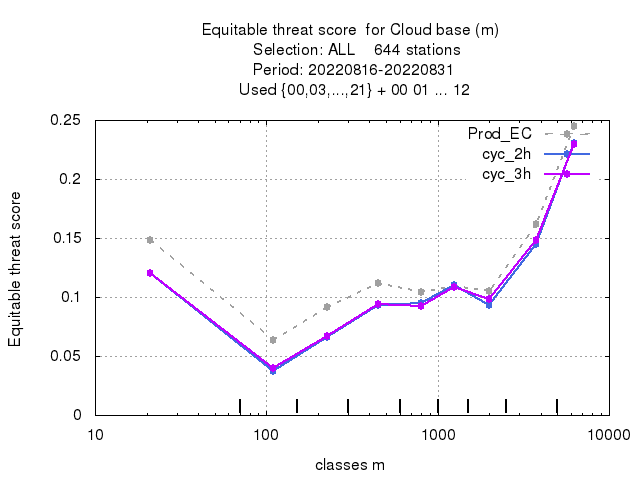 Equitable threat score  for Cloud base (m)
Selection: ALL    644 stations
Period: 20220816-20220831
Used {00,03,...,21} + 00 01 ... 12
Equitable threat score
0.25
0.2
0.15
0.1
0.05
0
Prod_EC
cyc_2h
cyc_3h
10
100
1000
10000
classes m